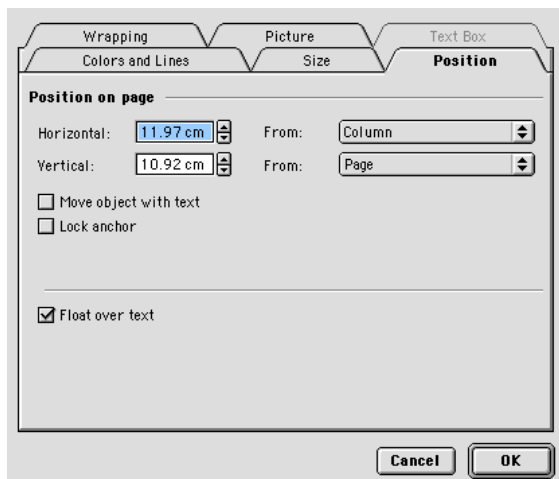 Wrapping Picture Text Box
Colors and Lines Size Position
Position on page
Horizontal: 11.97 cm From: Column
Vertical: 10.92 cm From: Page
Move object with text
Lock anchor
Float over text
Cancel OK